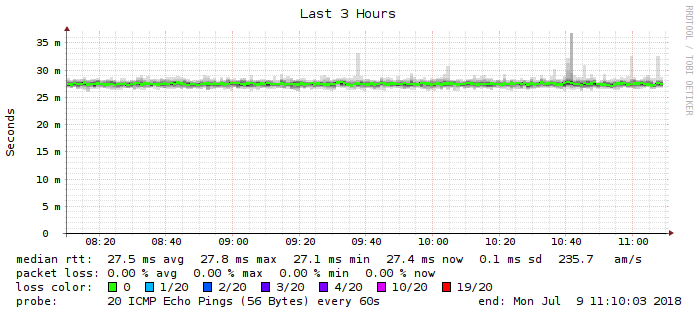 Last 3 Hours
RRDTOOL / TOBI OETIKER
Seconds
35 m
30 m
25 m
20 m
15 m
10 m
5 m
0
08:20 08:40 09:00 09:20 09:40 10:00 10:20 10:40 11:00
median rtt: 27.5 ms avg 27.8 ms max 27.1 ms min 27.4 ms now 0.1 ms sd 235.7 am/s
packet loss: 0.00 % avg 0.00 % max 0.00 % min 0.00 % now
loss color: 0 1/20 2/20 3/20 4/20 10/20 19/20
probe: 20 ICMP Echo Pings (56 Bytes) every 60s end: Mon Jul 9 11:10:03 2018